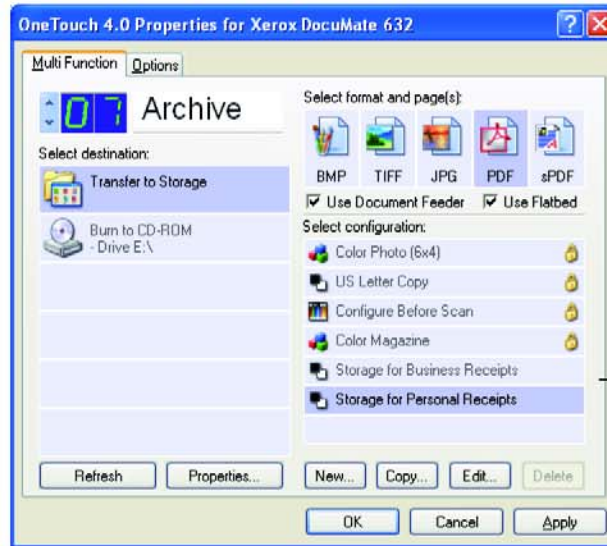 OneTouch 4.0 Properties for Xerox DocuMate 632
Multi Function
Options
07
Archive
Select destination:
Transfer to Storage
Burn to CD-ROM
- Drive E:\
Refresh
Properties...
Select format and page(s):
BMP
TIFF
JPG
PDF
sPDF
Use Document Feeder
Use Flatbed
Select configuration:
Color Photo (6x4)
US Letter Copy
Configure Before Scan
Color Magazine
Storage for Business Receipts
Storage for Personal Receipts
New...
Copy...
Edit...
Delete
OK
Cancel
Apply